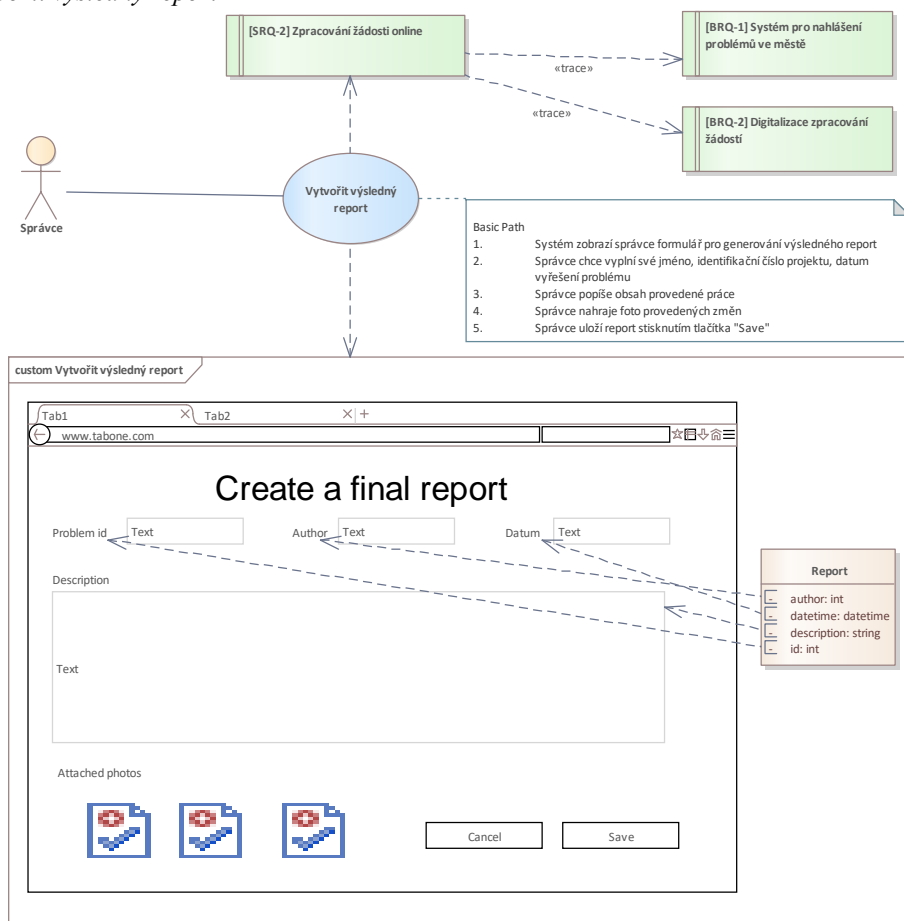 výsledný report
[SRQ-2] Zpracování žádosti online
[BRQ-1] Systém pro nahlášení
problémů ve městě
«trace»
«trace»
[BRQ-2] Digitalizace zpracování
žádostí
Vytvořit výsledný
report
Správce
Basic Path
1. Systém zobrazí správce formulář pro generování výsledného report
2. Správce chce vyplní své jméno, identifikační číslo projektu, datum
vyřešení problému
3. Správce popíše obsah provedené práce
4. Správce nahraje foto provedených změn
5. Správce uloží report stisknutím tlačítka "Save"
custom Vytvořit výsledný report
Tab1 Tab2
www.tabone.com
Create a final report
Problem id Text Author Text Datum Text
Description
Text
Report
- author: int
- datetime: datetime
- description: string
- id: int
Attached photos
Cancel Save